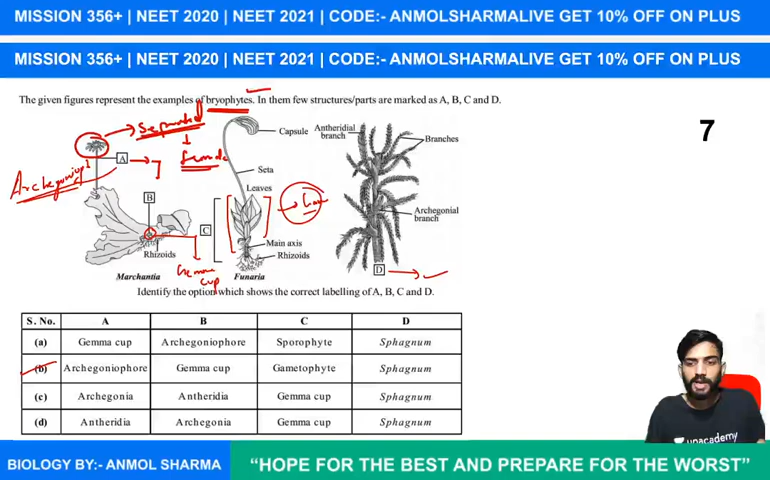 MISSION 356+ | NEET 2020 | NEET 2021 | CODE:- ANMOLSHARMALIVE GET 10% OFF ON PLUS
MISSION 356+ | NEET 2020 | NEET 2021 | CODE:- ANMOLSHARMALIVE GET 10% OFF ON PLUS
The given figures represent the examples of bryophytes. In them few structures/parts are marked as A, B, C and D.
7
Separated
Female
Capsule
Antheridial
branch
Branches
A
Seta
Leaves
B
C
Archegonial
branch
Main axis
Rhizoids
Rhizoids
D
Marchantia
Funaria
Gemma
cup
Identify the option which shows the correct labelling of A, B, C and D.
S. No. A B C D
(a) Gemma cup Archegoniophore Sporophyte Sphagnum
(b) Archegoniophore Gemma cup Gametophyte Sphagnum
(c) Archegonia Antheridia Gemma cup Sphagnum
(d) Antheridia Archegonia Gemma cup Sphagnum
unacademy
BIOLOGY BY:- ANMOL SHARMA
“HOPE FOR THE BEST AND PREPARE FOR THE WORST”